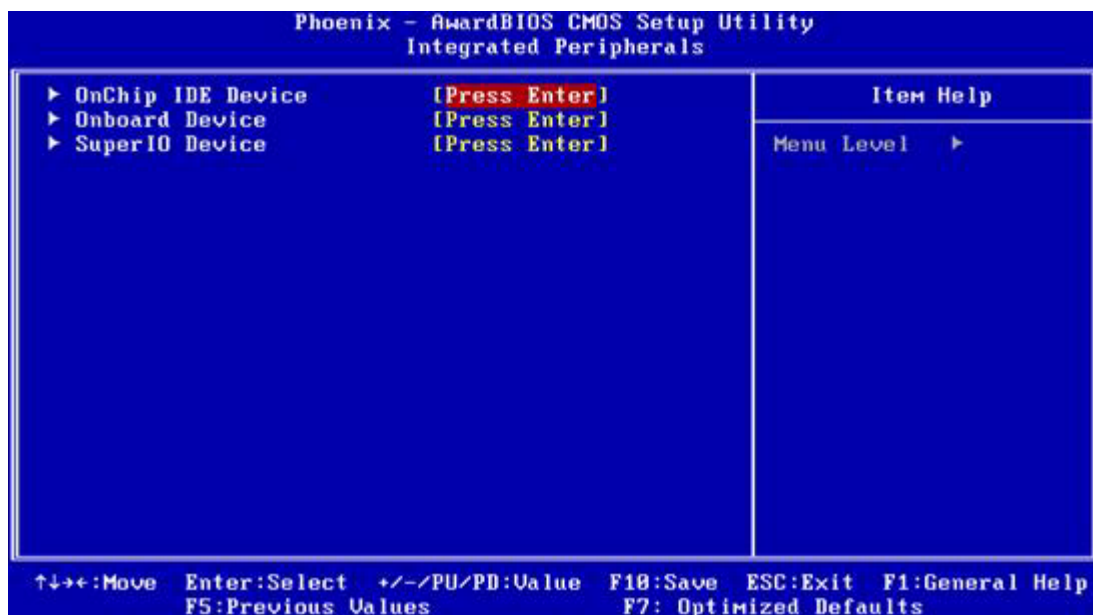 Phoenix - AwardBIOS CMOS Setup Utility
Integrated Peripherals
► OnChip IDE Device [Press Enter]
► Onboard Device [Press Enter]
► SuperIO Device [Press Enter]
Item Help
Menu Level ►
↑↓→←:Move Enter:Select +/-/PU/PD:Value F10:Save ESC:Exit F1:General Help
F5:Previous Values F7: Optimized Defaults